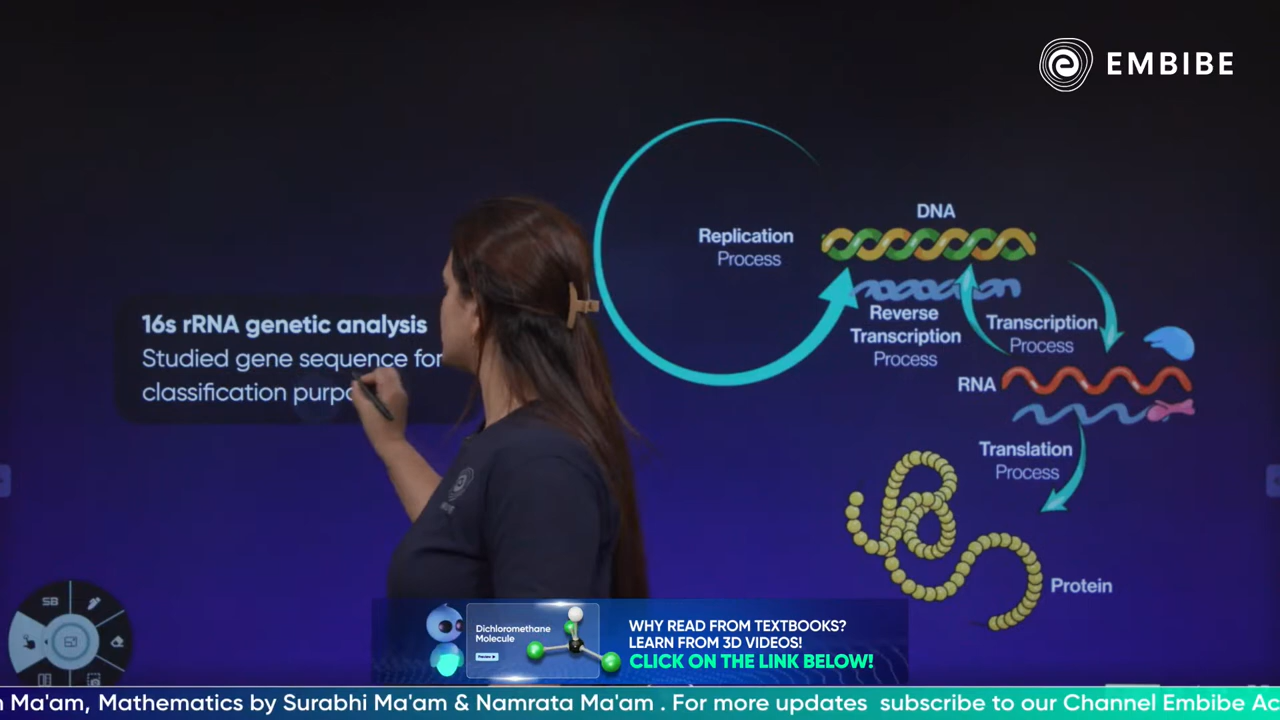 EMBIBE
DNA
Replication
Process
Reverse
Transcription
Process
Transcription
Process
16s rRNA genetic analysis
Studied gene sequence for
classification
RNA
Translation
Process
Protein
SB
Dichloromethane
Molecule
WHY READ FROM TEXTBOOKS?
LEARN FROM 3D VIDEOS!
CLICK ON THE LINK BELOW!
Ma'am, Mathematics by Surabhi Ma'am & Namrata Ma'am . For more updates subscribe to our Channel Embibe